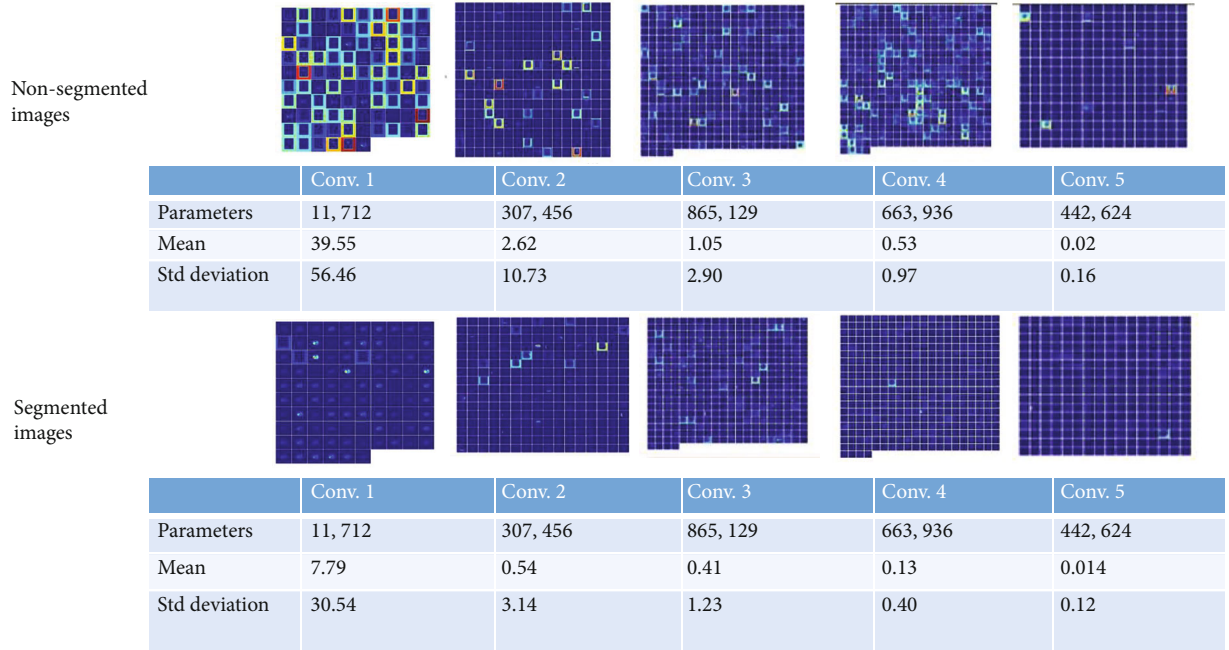 Non-segmented
images
Conv. 1 Conv. 2 Conv. 3 Conv. 4 Conv. 5
Parameters 11, 712 307, 456 865, 129 663, 936 442, 624
Mean 39.55 2.62 1.05 0.53 0.02
Std deviation 56.46 10.73 2.90 0.97 0.16
Segmented
images
Conv. 1 Conv. 2 Conv. 3 Conv. 4 Conv. 5
Parameters 11, 712 307, 456 865, 129 663, 936 442, 624
Mean 7.79 0.54 0.41 0.13 0.014
Std deviation 30.54 3.14 1.23 0.40 0.12